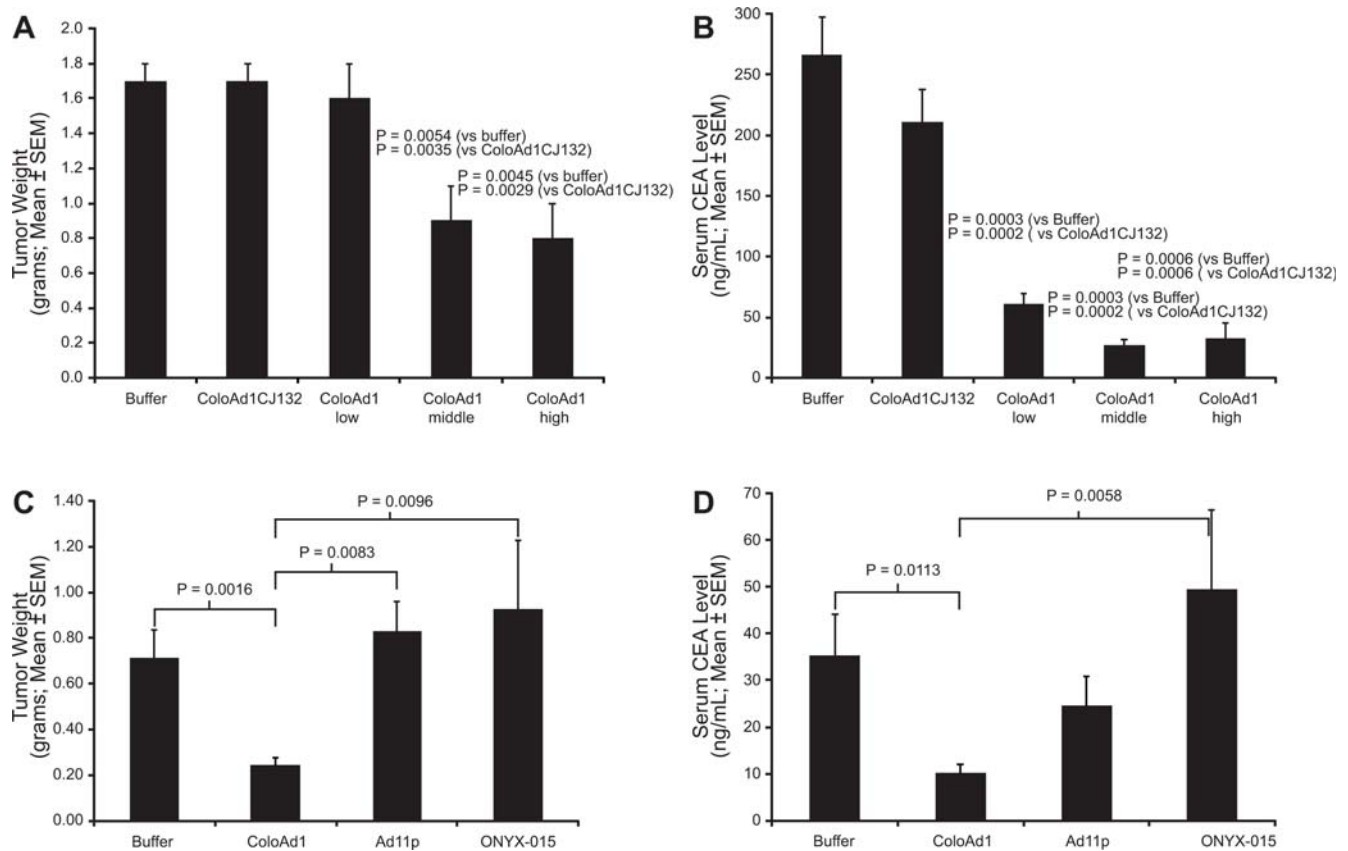 A
Tumor Weight
(grams; Mean ± SEM)
2.0
1.8
1.6
1.4
1.2
1.0
0.8
0.6
0.4
0.2
0.0
P = 0.0054 (vs buffer)
P = 0.0035 (vs ColoAd1CJ132)
P = 0.0045 (vs buffer)
P = 0.0029 (vs ColoAd1CJ132)
Buffer
ColoAd1CJ132
ColoAd1
low
ColoAd1
middle
ColoAd1
high
B
Serum CEA Level
(ng/mL; Mean ± SEM)
300
250
200
150
100
50
0
P = 0.0003 (vs Buffer)
P = 0.0002 ( vs ColoAd1CJ132)
P = 0.0006 (vs Buffer)
P = 0.0006 ( vs ColoAd1CJ132)
P = 0.0003 (vs Buffer)
P = 0.0002 ( vs ColoAd1CJ132)
Buffer
ColoAd1CJ132
ColoAd1
low
ColoAd1
middle
ColoAd1
high
C
Tumor Weight
(grams; Mean ± SEM)
1.40
1.20
1.00
0.80
0.60
0.40
0.20
0.00
P = 0.0096
P = 0.0083
P = 0.0016
Buffer
ColoAd1
Ad11p
ONYX-015
D
Serum CEA Level
(ng/mL; Mean ± SEM)
70
60
50
40
30
20
10
0
P = 0.0058
P = 0.0113
Buffer
ColoAd1
Ad11p
ONYX-015